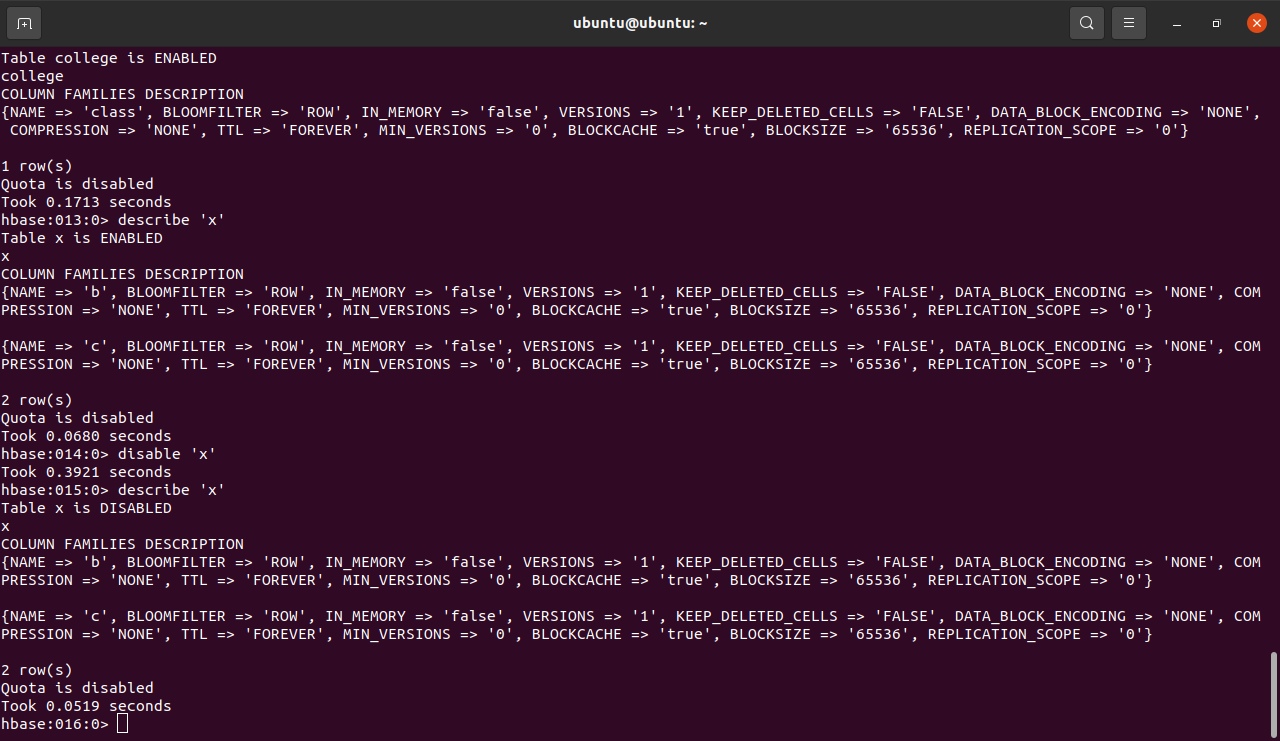 ubuntu@ubuntu: ~
Table college is ENABLED
college
COLUMN FAMILIES DESCRIPTION
{NAME => 'class', BLOOMFILTER => 'ROW', IN_MEMORY => 'false', VERSIONS => '1', KEEP_DELETED_CELLS => 'FALSE', DATA_BLOCK_ENCODING => 'NONE',
 COMPRESSION => 'NONE', TTL => 'FOREVER', MIN_VERSIONS => '0', BLOCKCACHE => 'true', BLOCKSIZE => '65536', REPLICATION_SCOPE => '0'}
1 row(s)
Quota is disabled
Took 0.1713 seconds
hbase:013:0> describe 'x'
Table x is ENABLED
x
COLUMN FAMILIES DESCRIPTION
{NAME => 'b', BLOOMFILTER => 'ROW', IN_MEMORY => 'false', VERSIONS => '1', KEEP_DELETED_CELLS => 'FALSE', DATA_BLOCK_ENCODING => 'NONE', COM
PRESSION => 'NONE', TTL => 'FOREVER', MIN_VERSIONS => '0', BLOCKCACHE => 'true', BLOCKSIZE => '65536', REPLICATION_SCOPE => '0'}
{NAME => 'c', BLOOMFILTER => 'ROW', IN_MEMORY => 'false', VERSIONS => '1', KEEP_DELETED_CELLS => 'FALSE', DATA_BLOCK_ENCODING => 'NONE', COM
PRESSION => 'NONE', TTL => 'FOREVER', MIN_VERSIONS => '0', BLOCKCACHE => 'true', BLOCKSIZE => '65536', REPLICATION_SCOPE => '0'}
2 row(s)
Quota is disabled
Took 0.0680 seconds
hbase:014:0> disable 'x'
Took 0.3921 seconds
hbase:015:0> describe 'x'
Table x is DISABLED
x
COLUMN FAMILIES DESCRIPTION
{NAME => 'b', BLOOMFILTER => 'ROW', IN_MEMORY => 'false', VERSIONS => '1', KEEP_DELETED_CELLS => 'FALSE', DATA_BLOCK_ENCODING => 'NONE', COM
PRESSION => 'NONE', TTL => 'FOREVER', MIN_VERSIONS => '0', BLOCKCACHE => 'true', BLOCKSIZE => '65536', REPLICATION_SCOPE => '0'}
{NAME => 'c', BLOOMFILTER => 'ROW', IN_MEMORY => 'false', VERSIONS => '1', KEEP_DELETED_CELLS => 'FALSE', DATA_BLOCK_ENCODING => 'NONE', COM
PRESSION => 'NONE', TTL => 'FOREVER', MIN_VERSIONS => '0', BLOCKCACHE => 'true', BLOCKSIZE => '65536', REPLICATION_SCOPE => '0'}
2 row(s)
Quota is disabled
Took 0.0519 seconds
hbase:016:0>